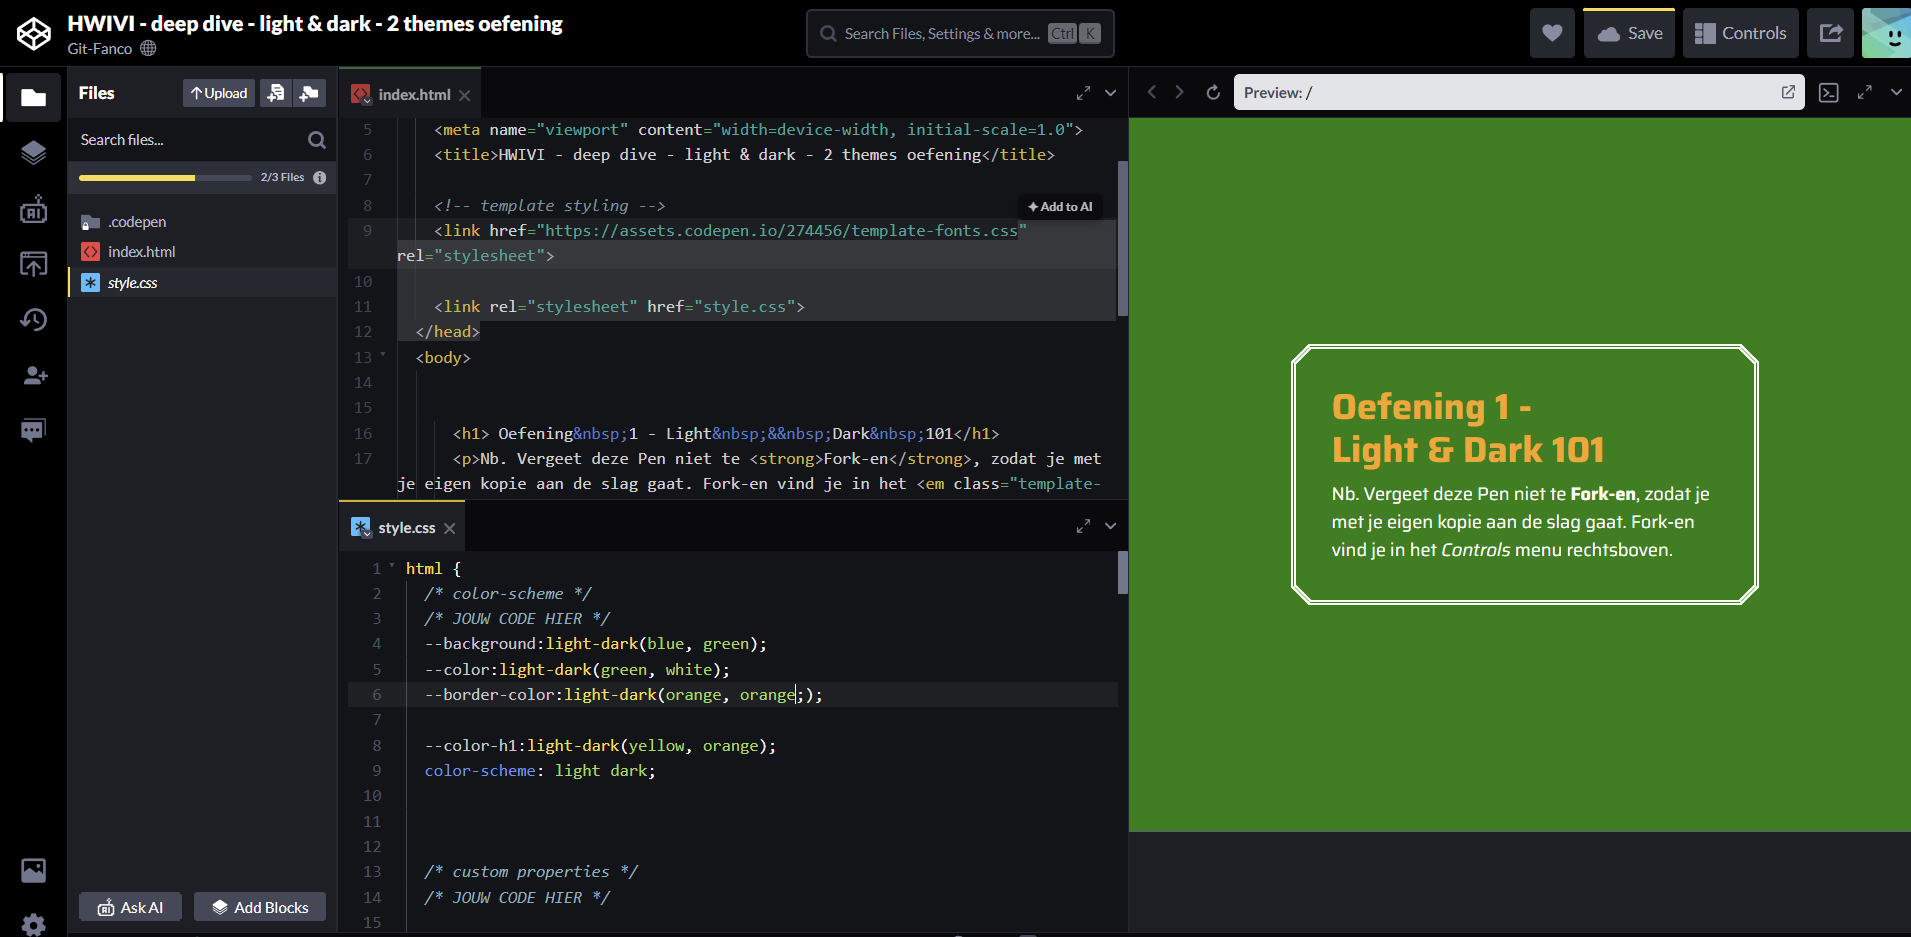 HWIVI - deep dive - light & dark - 2 themes oefening
Git-Fanco
Search Files, Settings & more... Ctrl K
Save
Controls
Files
Upload
Search files...
2/3 Files
.codepen
index.html
style.css
AI
Ask AI
Add Blocks
index.html
5 <meta name="viewport" content="width=device-width, initial-scale=1.0">
6 <title>HWIVI - deep dive - light & dark - 2 themes oefening</title>
7
8 <!-- template styling -->
Add to AI
9 <link href="https://assets.codepen.io/274456/template-fonts.css"
rel="stylesheet">
10
11 <link rel="stylesheet" href="style.css">
12 </head>
13 <body>
14
15
16 <h1> Oefening&nbsp;1 - Light&nbsp;&&nbsp;Dark&nbsp;101</h1>
17 <p>Nb. Vergeet deze Pen niet te <strong>Fork-en</strong>, zodat je met
je eigen kopie aan de slag gaat. Fork-en vind je in het <em class="template-
style.css
1 html {
2 /* color-scheme */
3 /* JOUW CODE HIER */
4 --background:light-dark(blue, green);
5 --color:light-dark(green, white);
6 --border-color:light-dark(orange, orange;);
7
8 --color-h1:light-dark(yellow, orange);
9 color-scheme: light dark;
10
11
12
13 /* custom properties */
14 /* JOUW CODE HIER */
15
Preview: /
Oefening 1 -
Light & Dark 101
Nb. Vergeet deze Pen niet te Fork-en, zodat je
met je eigen kopie aan de slag gaat. Fork-en
vind je in het Controls menu rechtsboven.